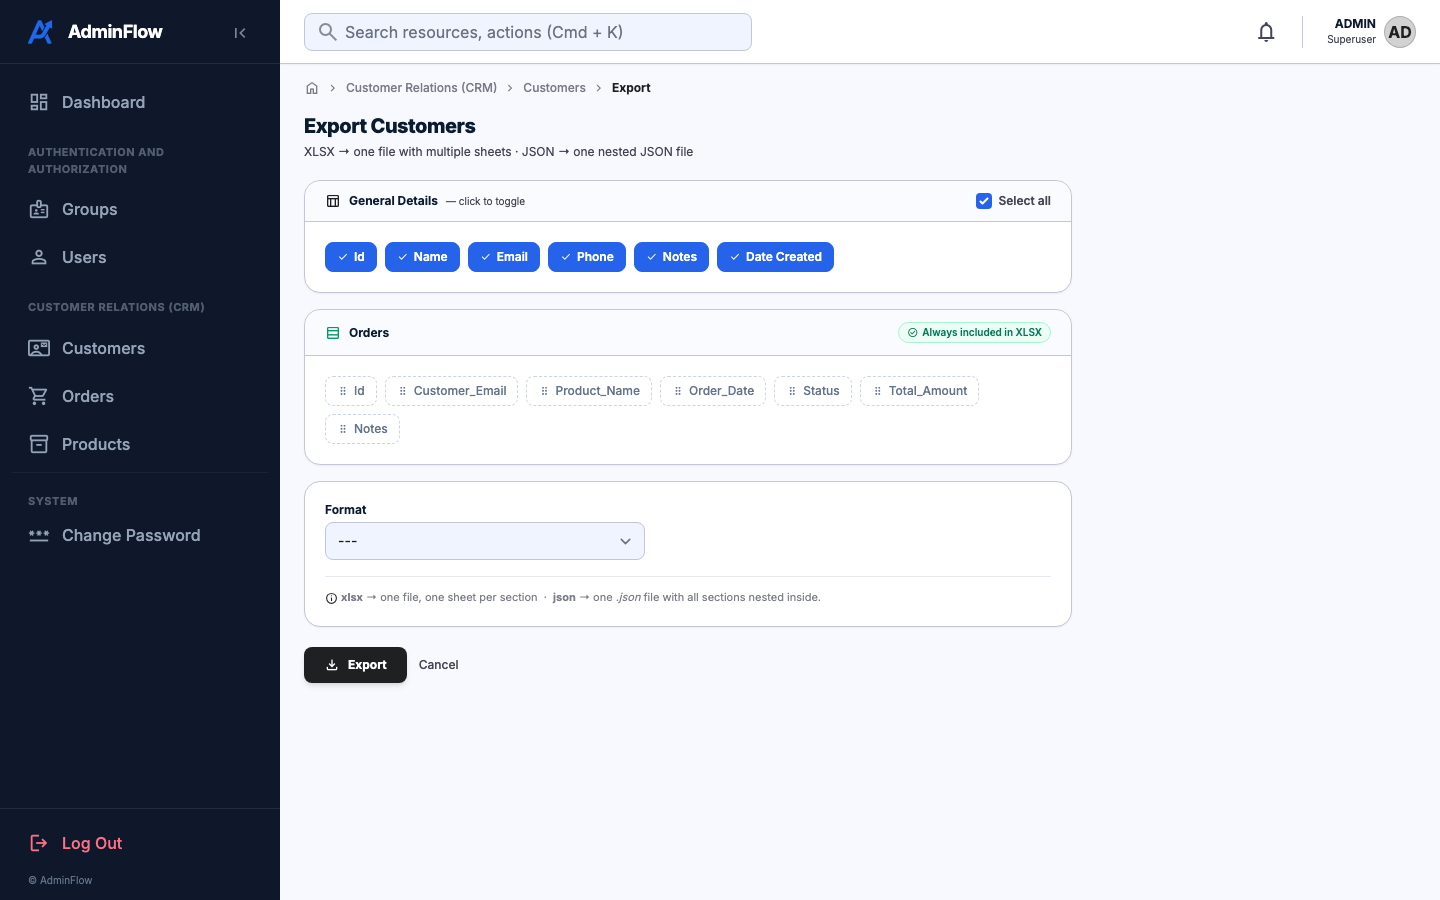 AdminFlow
Search resources, actions (Cmd + K)
ADMIN
Superuser
AD
Dashboard
AUTHENTICATION AND
AUTHORIZATION
Groups
Users
CUSTOMER RELATIONS (CRM)
Customers
Orders
Products
SYSTEM
Change Password
Log Out
© AdminFlow
Customer Relations (CRM) > Customers > Export
Export Customers
XLSX → one file with multiple sheets · JSON → one nested JSON file
General Details — click to toggle
Select all
Id Name Email Phone Notes Date Created
Orders
Always included in XLSX
Id Customer_Email Product_Name Order_Date Status Total_Amount
Notes
Format
---
xlsx → one file, one sheet per section · json → one .json file with all sections nested inside.
Export Cancel